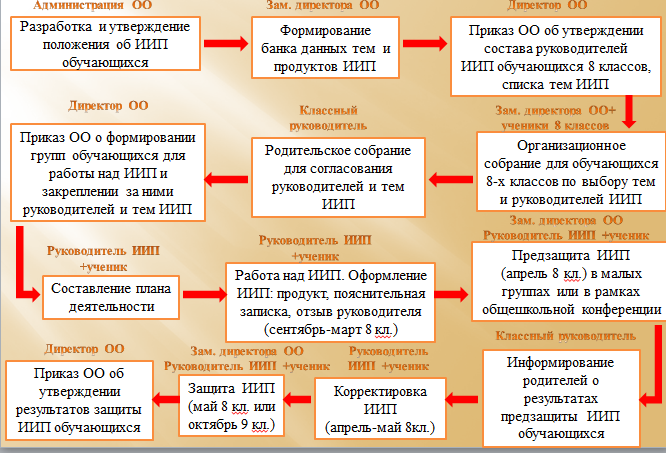 Администрация ОО
Разработка и утверждение
положения об ИИП
обучающихся
Зам. директора ОО
Формирование
банка данных тем и
продуктов ИИП
Директор ОО
Приказ ОО об утверждении
состава руководителей
ИИП обучающихся 8 классов,
списка тем ИИП
Зам. директора ОО+
ученики 8 классов
Организационное
собрание для обучающихся
8-х классов по выбору тем
и руководителей ИИП
Классный
руководитель
Родительское собрание
для согласования
руководителей и тем
ИИП
Директор ОО
Приказ ОО о формировании
групп обучающихся для
работы над ИИП и
закреплении за ними
руководителей и тем ИИП
Руководитель ИИП
+ученик
Составление плана
деятельности
Руководитель ИИП
+ученик
Работа над ИИП. Оформление
ИИП: продукт, пояснительная
записка, отзыв руководителя
(сентябрь-март 8 кл.)
Зам. директора ОО
Руководитель ИИП +ученик
Предзащита ИИП
(апрель 8 кл.) в малых
группах или в рамках
общешкольной конференции
Классный руководитель
Информирование
родителей о
результатах
предзащиты ИИП
обучающихся
Руководитель
ИИП +ученик
Корректировка
ИИП
(апрель-май 8кл.)
Зам. директора ОО
Руководитель ИИП +ученик
Защита ИИП
(май 8 кл. или
октябрь 9 кл.)
Директор ОО
Приказ ОО об
утверждении
результатов защиты
ИИП обучающихся